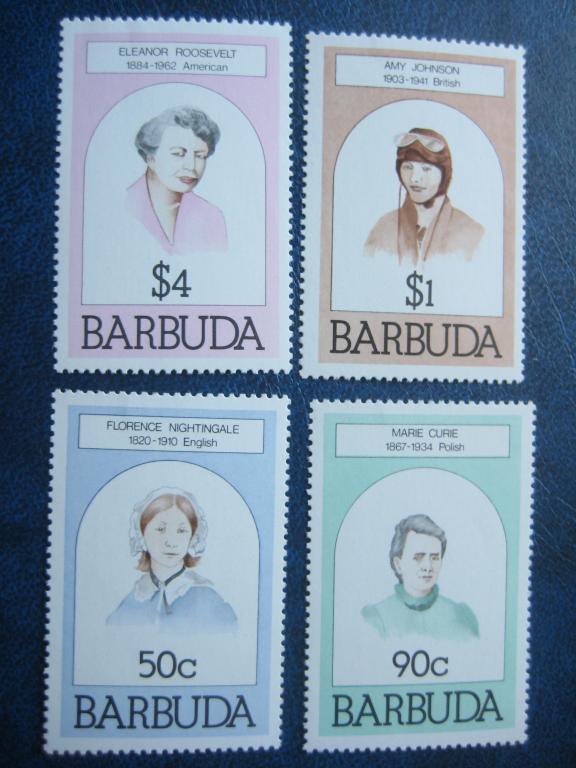 ELEANOR ROOSEVELT
1884-1962 American
$4
BARBUDA
AMY JOHNSON
1903-1941 British
$1
BARBUDA
FLORENCE NIGHTINGALE
1820-1910 English
50c
BARBUDA
MARIE CURIE
1867-1934 Polish
90c
BARBUDA